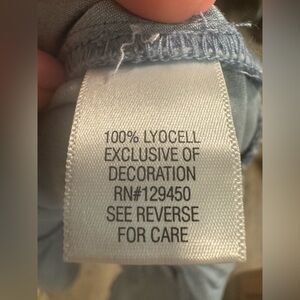 100% LYOCELL
EXCLUSIVE OF
DECORATION
RN#129450
SEE REVERSE
FOR CARE